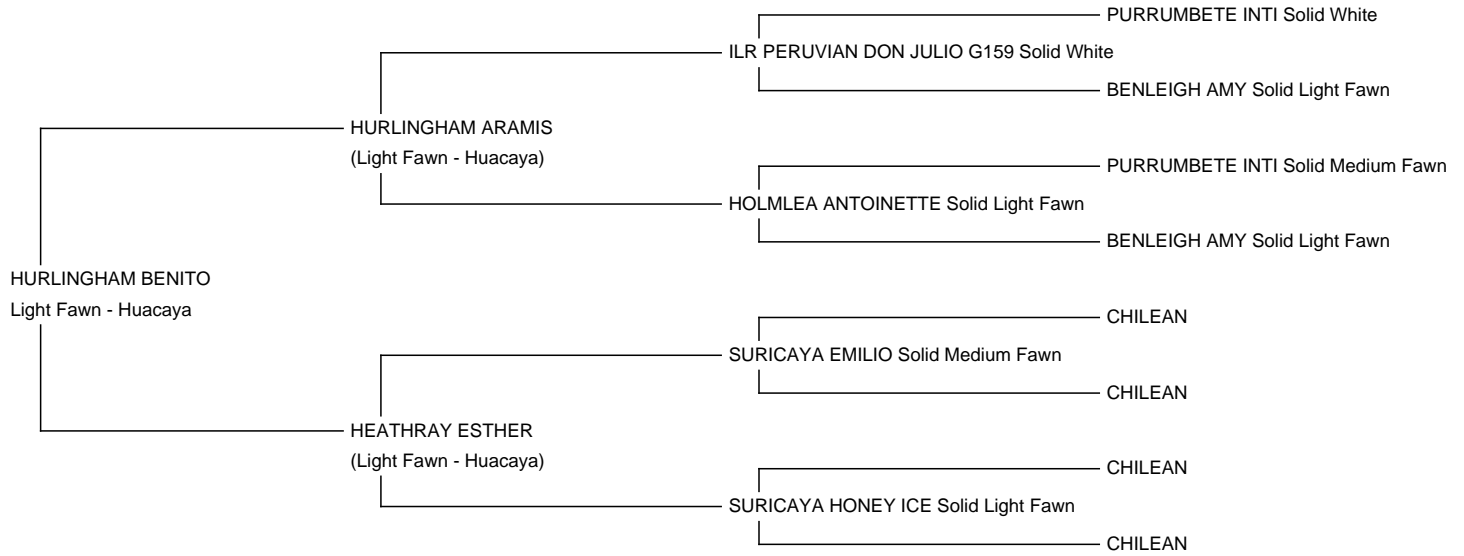 PURRUMBETE INTI Solid White
ILR PERUVIAN DON JULIO G159 Solid White
BENLEIGH AMY Solid Light Fawn
HURLINGHAM ARAMIS
(Light Fawn - Huacaya)
PURRUMBETE INTI Solid Medium Fawn
HOLMLEA ANTOINETTE Solid Light Fawn
BENLEIGH AMY Solid Light Fawn
HURLINGHAM BENITO
Light Fawn - Huacaya
CHILEAN
SURICAYA EMILIO Solid Medium Fawn
CHILEAN
HEATHRAY ESTHER
(Light Fawn - Huacaya)
CHILEAN
SURICAYA HONEY ICE Solid Light Fawn
CHILEAN